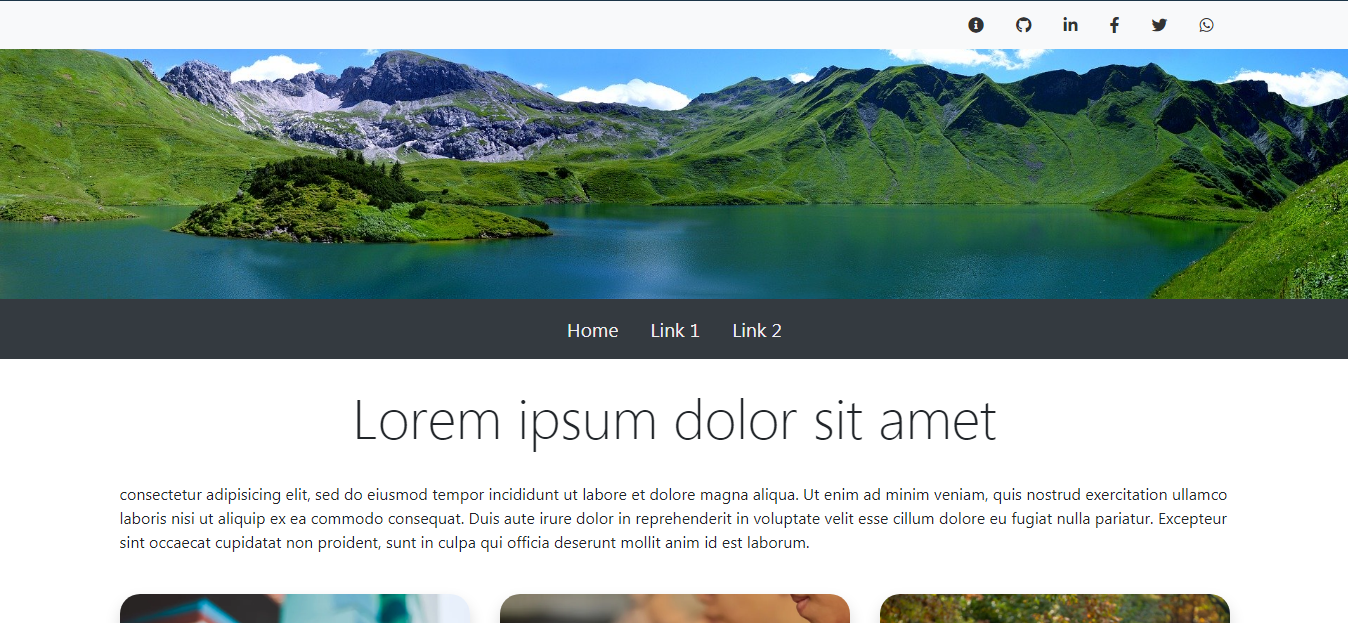 Home Link 1 Link 2
Lorem ipsum dolor sit amet
consectetur adipisicing elit, sed do eiusmod tempor incididunt ut labore et dolore magna aliqua. Ut enim ad minim veniam, quis nostrud exercitation ullamco
laboris nisi ut aliquip ex ea commodo consequat. Duis aute irure dolor in reprehenderit in voluptate velit esse cillum dolore eu fugiat nulla pariatur. Excepteur
sint occaecat cupidatat non proident, sunt in culpa qui officia deserunt mollit anim id est laborum.